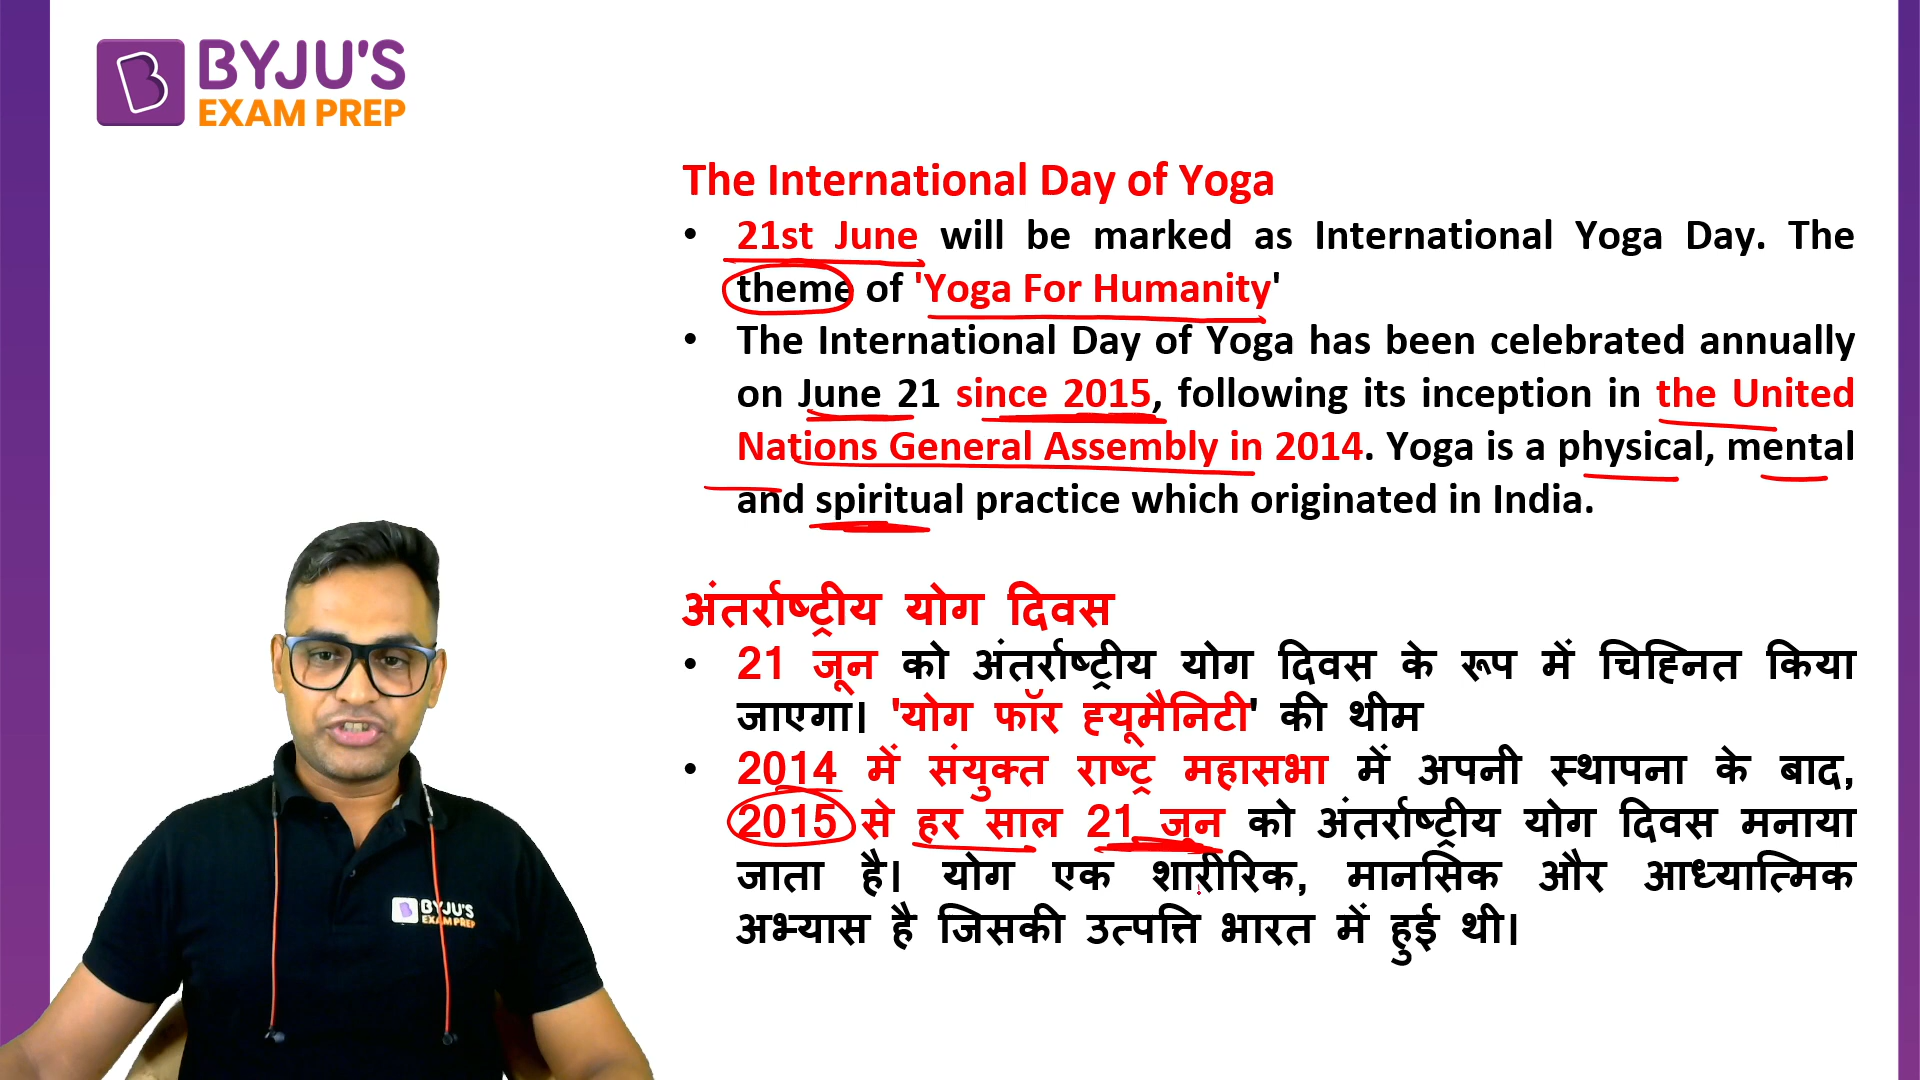 BYJU'S
EXAM PREP
The International Day of Yoga
• 21st June will be marked as International Yoga Day. The
theme of 'Yoga For Humanity'
• The International Day of Yoga has been celebrated annually
on June 21 since 2015, following its inception in the United
Nations General Assembly in 2014. Yoga is a physical, mental
and spiritual practice which originated in India.
अंतर्राष्ट्रीय योग दिवस
• 21 जून को अंतर्राष्ट्रीय योग दिवस के रूप में चिह्नित किया
जाएगा। 'योग फॉर ह्यूमैनिटी' की थीम
• 2014 में संयुक्त राष्ट्र महासभा में अपनी स्थापना के बाद,
2015 से हर साल 21 जून को अंतर्राष्ट्रीय योग दिवस मनाया
जाता है। योग एक शारीरिक, मानसिक और आध्यात्मिक
अभ्यास है जिसकी उत्पत्ति भारत में हुई थी।
BYJU'S
EXAM PREP